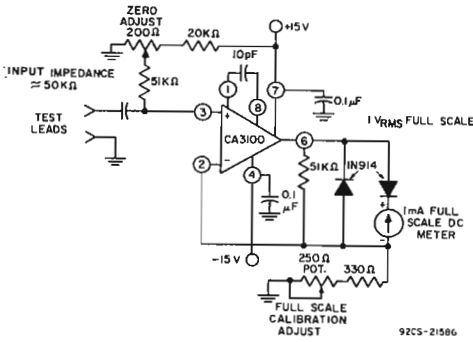 ZERO
ADJUST
200Ω
20KΩ
+15V
10pF
INPUT IMPEDANCE
≈50KΩ
51KΩ
1
8
7
0.1µF
TEST
LEADS
3
+
CA3100
6
1 VRMS FULL SCALE
2
-
4
51KΩ
1N914
0.1
µF
+
1mA FULL
SCALE DC
METER
-
-15V
250Ω
POT.
330Ω
FULL SCALE
CALIBRATION
ADJUST
92CS-21586